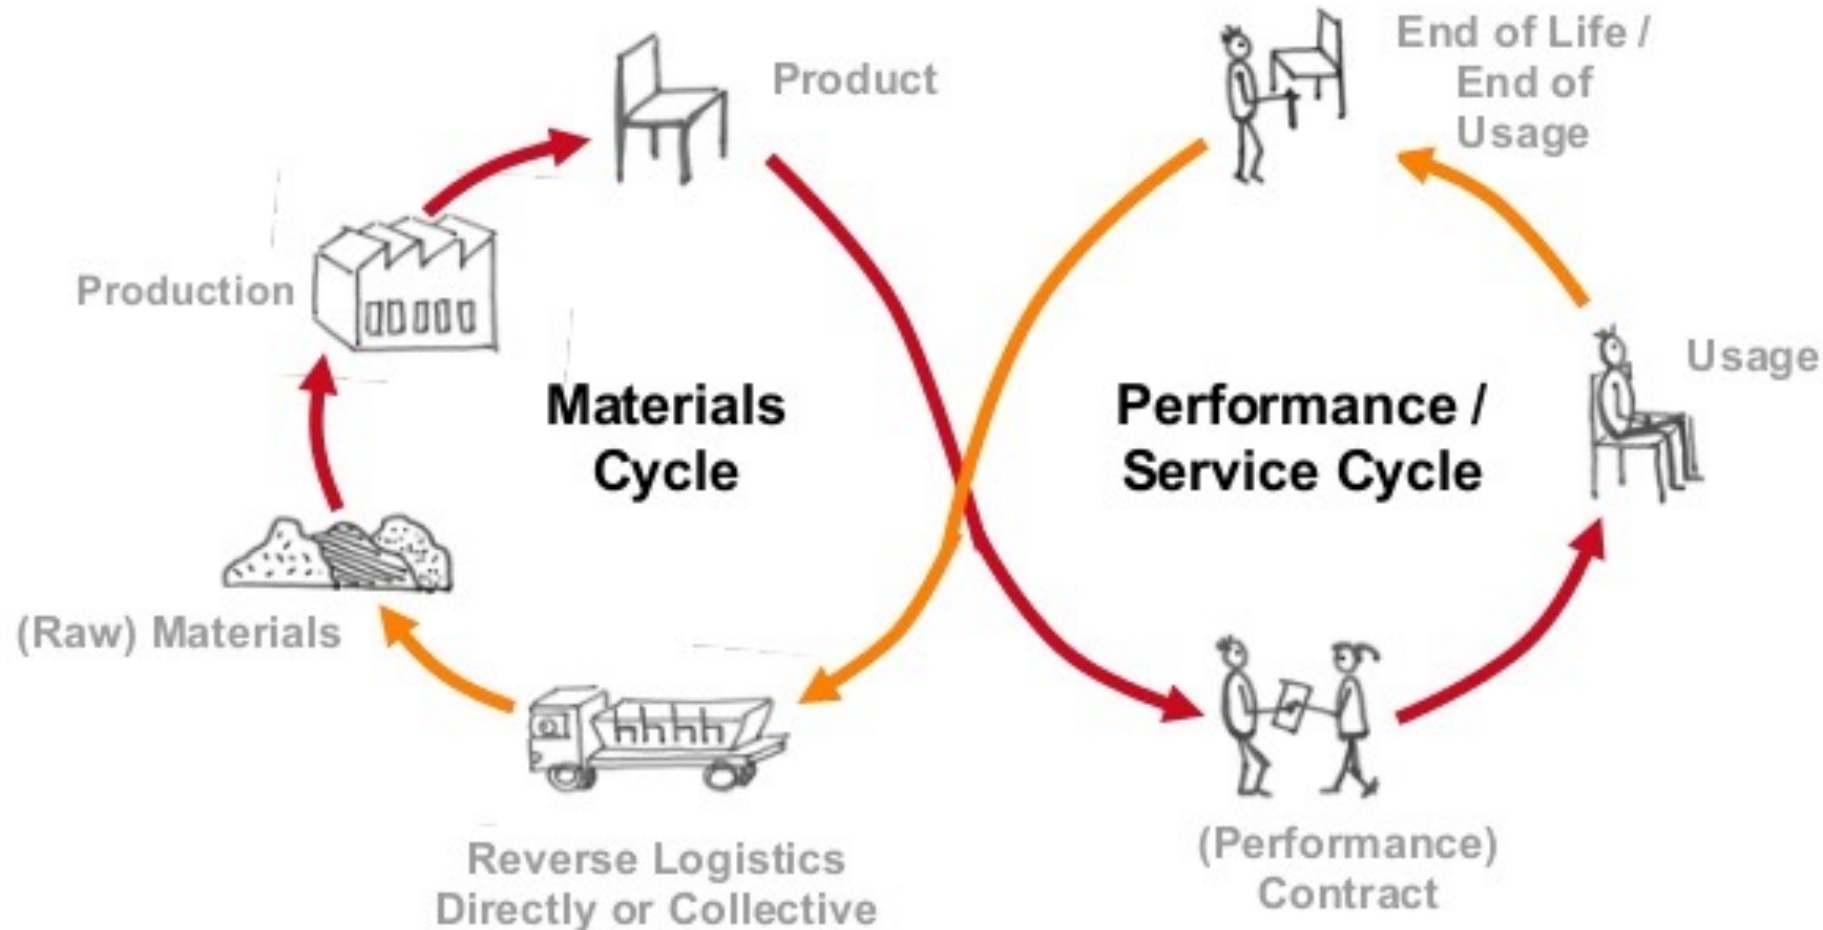 Product
End of Life /
End of
Usage
Production
Materials
Cycle
Performance /
Service Cycle
Usage
(Raw) Materials
Reverse Logistics
Directly or Collective
(Performance)
Contract